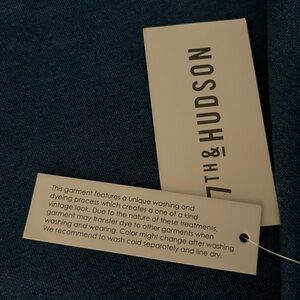 7TH & HUDSON
This garment features a unique washing and
dyeing process which creates a one of a kind
vintage look. Due to the nature of these treatments,
garment may transfer dye to other garments when
washing and wearing. Color might change after washing
We recommend to wash cold separately and line dry.